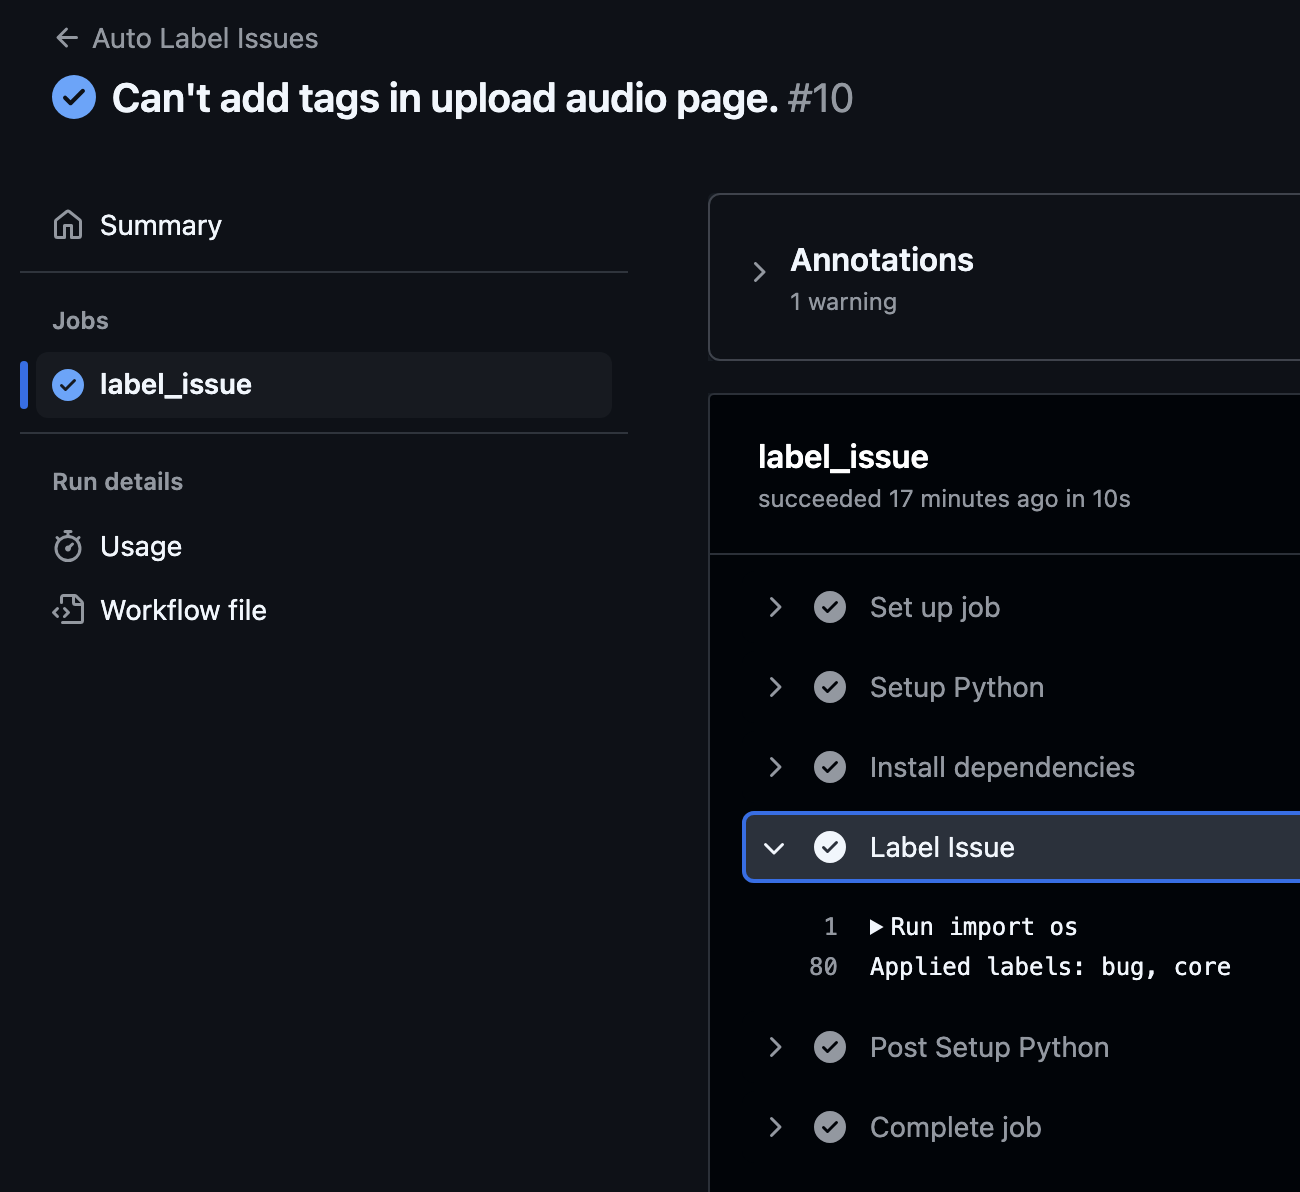 Auto Label Issues
Can't add tags in upload audio page. #10
Summary
Jobs
label_issue
Run details
Usage
Workflow file
Annotations
1 warning
label_issue
succeeded 17 minutes ago in 10s
Set up job
Setup Python
Install dependencies
Label Issue
1 Run import os
80 Applied labels: bug, core
Post Setup Python
Complete job